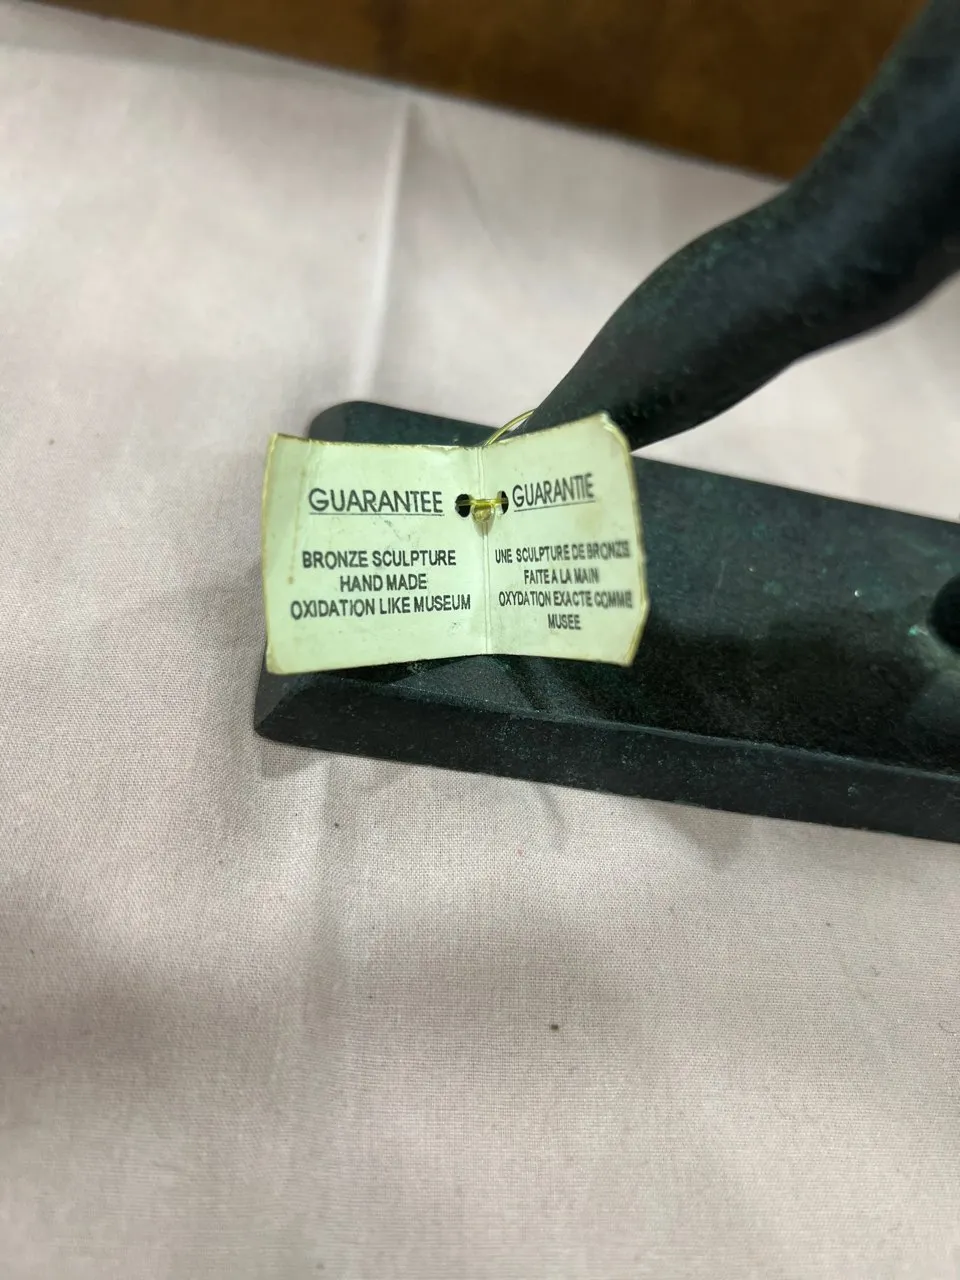 GUARANTEE
BRONZE SCULPTURE
HAND MADE
OXIDATION LIKE MUSEUM
GUARANTIE
UNE SCULPTURE DE BRONZE
FAITE A LA MAIN
OXYDATION EXACTE COMME
MUSEE